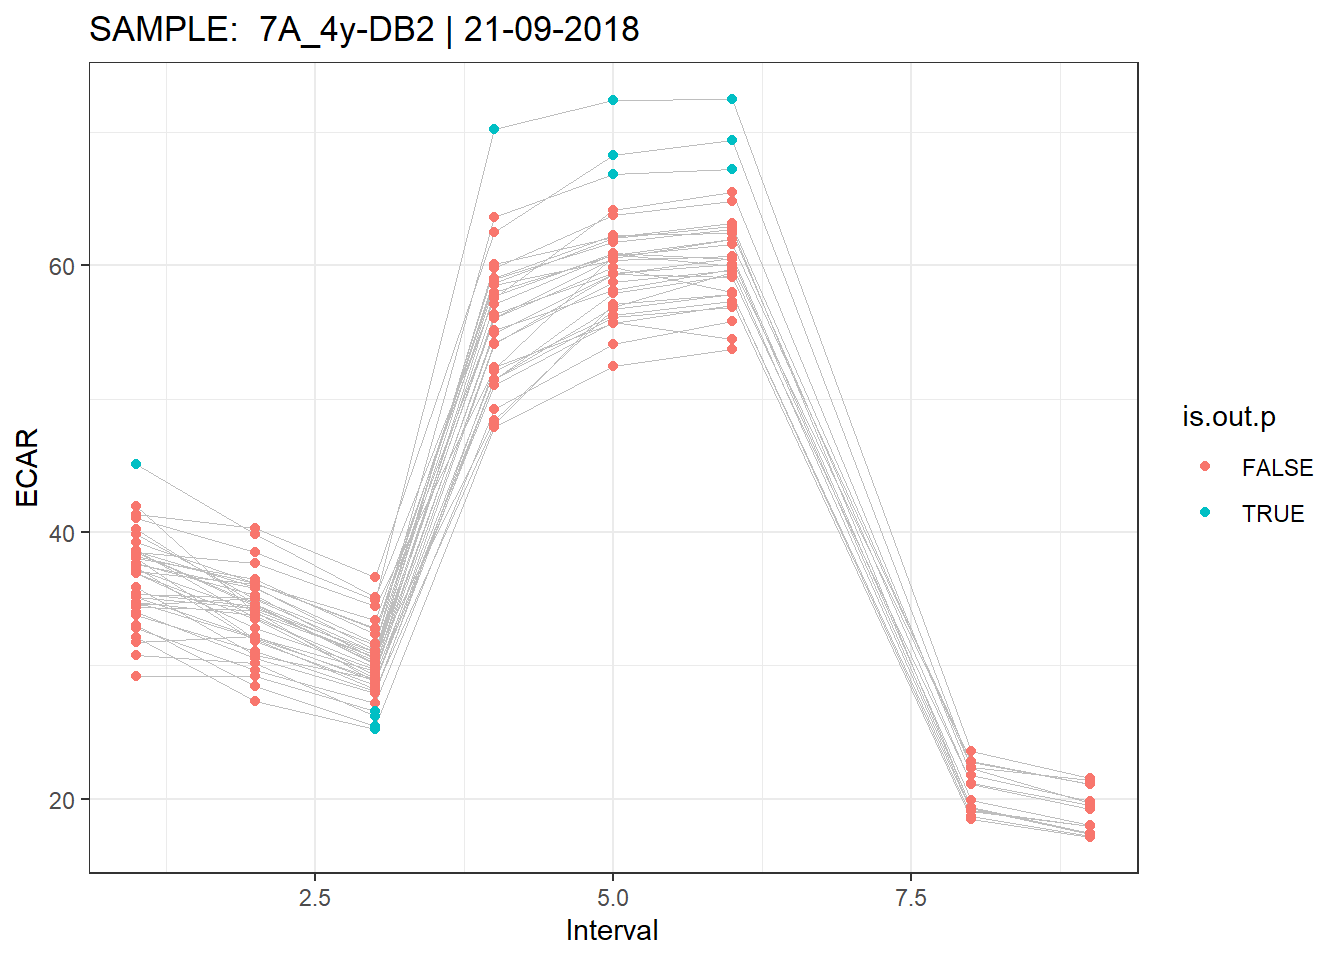 SAMPLE:  7A_4y-DB2 | 21-09-2018
60
40
20
ECAR
2.5
5.0
7.5
Interval
is.out.p
FALSE
TRUE